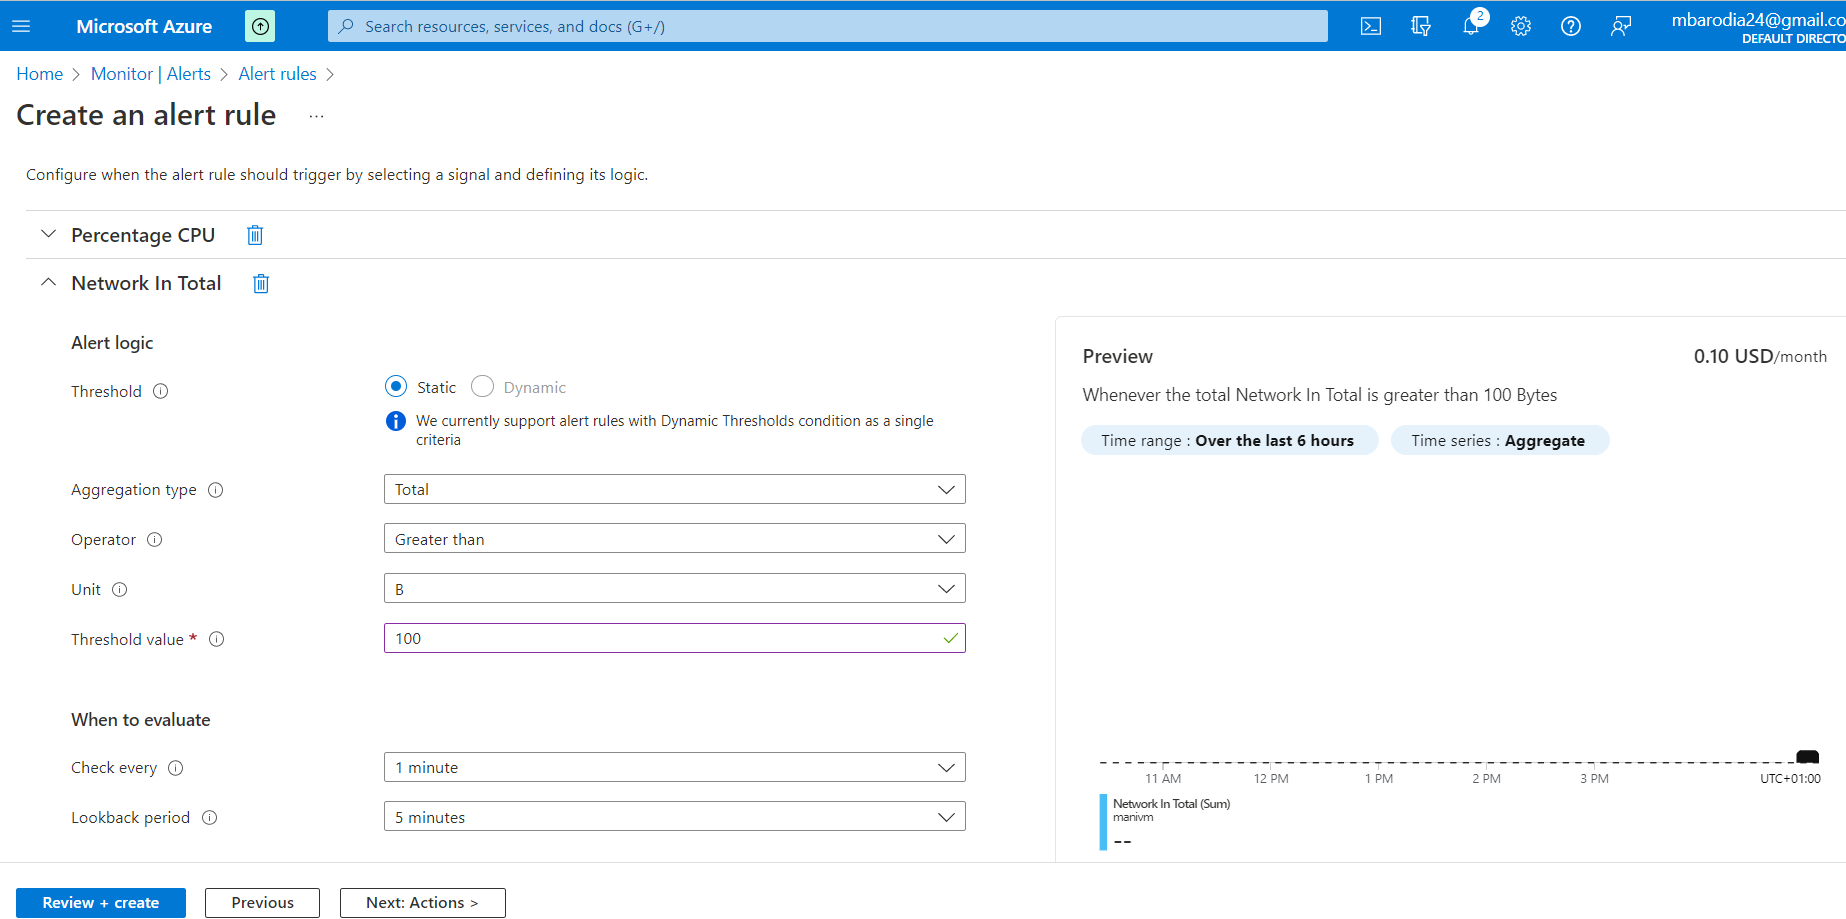 Microsoft Azure
Search resources, services, and docs (G+/)
2
mbarodia24@gmail.co
DEFAULT DIRECTO
Home > Monitor | Alerts > Alert rules >
Create an alert rule ...
Configure when the alert rule should trigger by selecting a signal and defining its logic.
Percentage CPU
Network In Total
Alert logic
Threshold
Static
Dynamic
We currently support alert rules with Dynamic Thresholds condition as a single
criteria
Aggregation type
Total
Operator
Greater than
Unit
B
Threshold value *
100
When to evaluate
Check every
1 minute
Lookback period
5 minutes
Preview
0.10 USD/month
Whenever the total Network In Total is greater than 100 Bytes
Time range : Over the last 6 hours
Time series : Aggregate
11 AM 12 PM 1 PM 2 PM 3 PM UTC+01:00
Network In Total (Sum)
manivm
--
Review + create
Previous
Next: Actions >